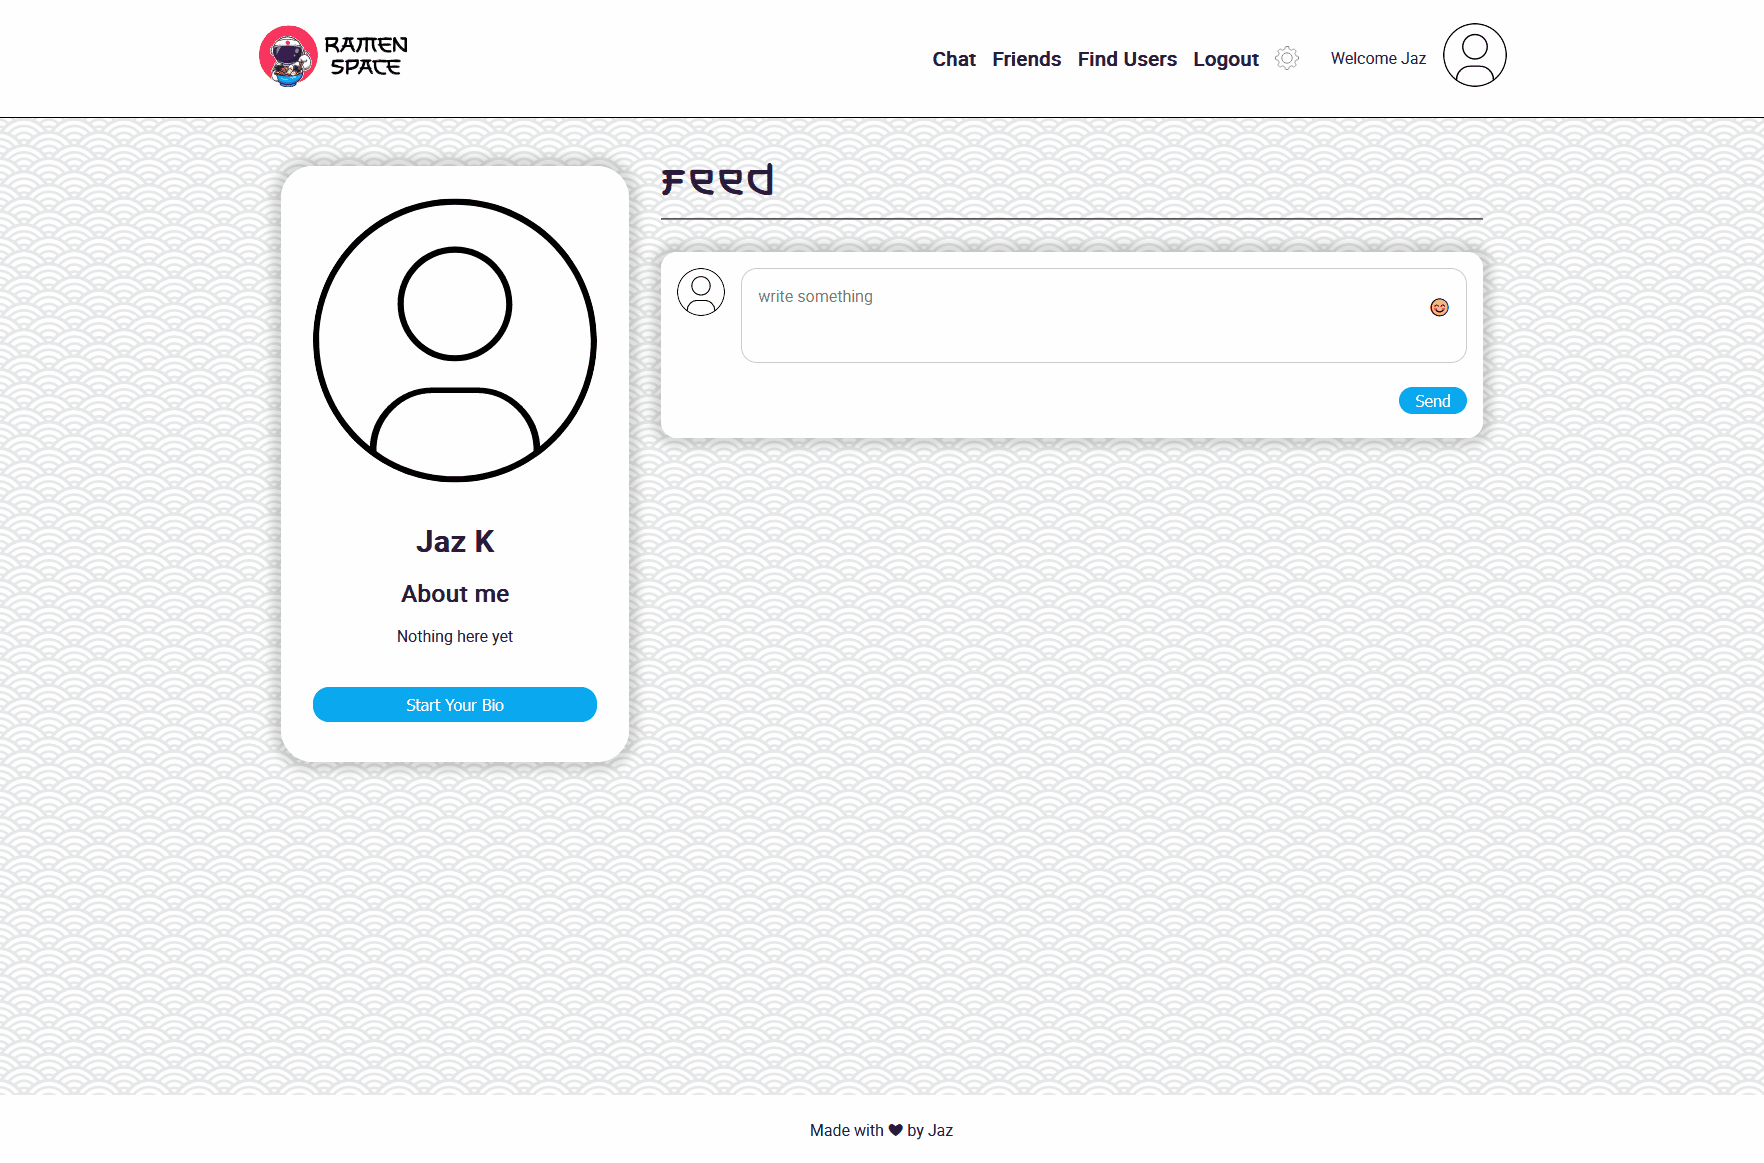 RAMEN
SPACE
Chat Friends Find Users Logout Welcome Jaz
Feed
write something
Send
Jaz K
About me
Nothing here yet
Start Your Bio
Made with ♥ by Jaz